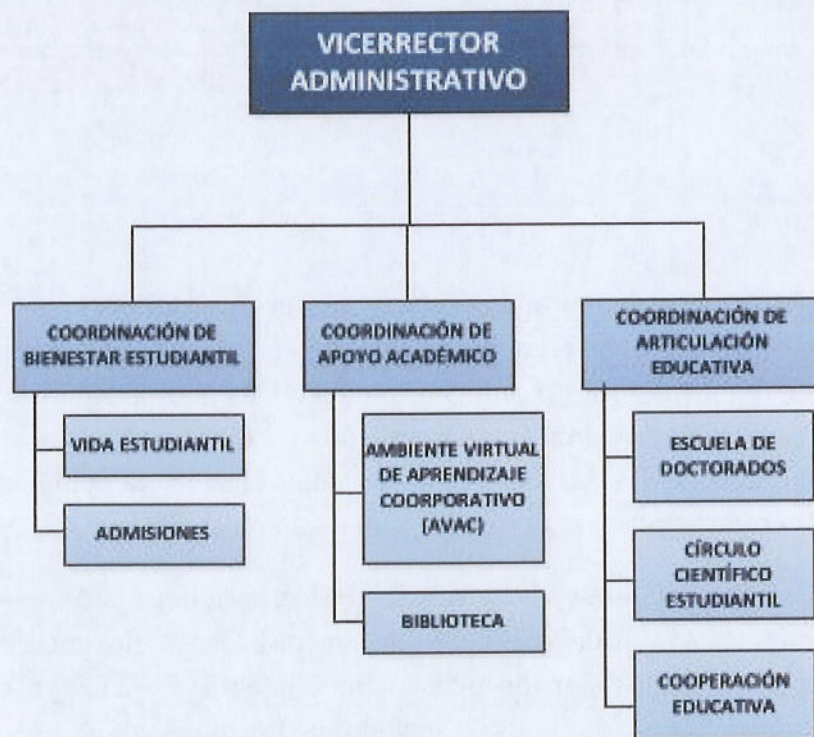 VICERRECTOR
ADMINISTRATIVO
COORDINACIÓN DE
BIENESTAR ESTUDIANTIL
VIDA ESTUDIANTIL
ADMISIONES
COORDINACIÓN DE
APOYO ACADÉMICO
AMBIENTE VIRTUAL
DE APRENDIZAJE
COORPORATIVO
(AVAC)
BIBLIOTECA
COORDINACIÓN DE
ARTICULACIÓN
EDUCATIVA
ESCUELA DE
DOCTORADOS
CÍRCULO
CIENTÍFICO
ESTUDIANTIL
COOPERACIÓN
EDUCATIVA